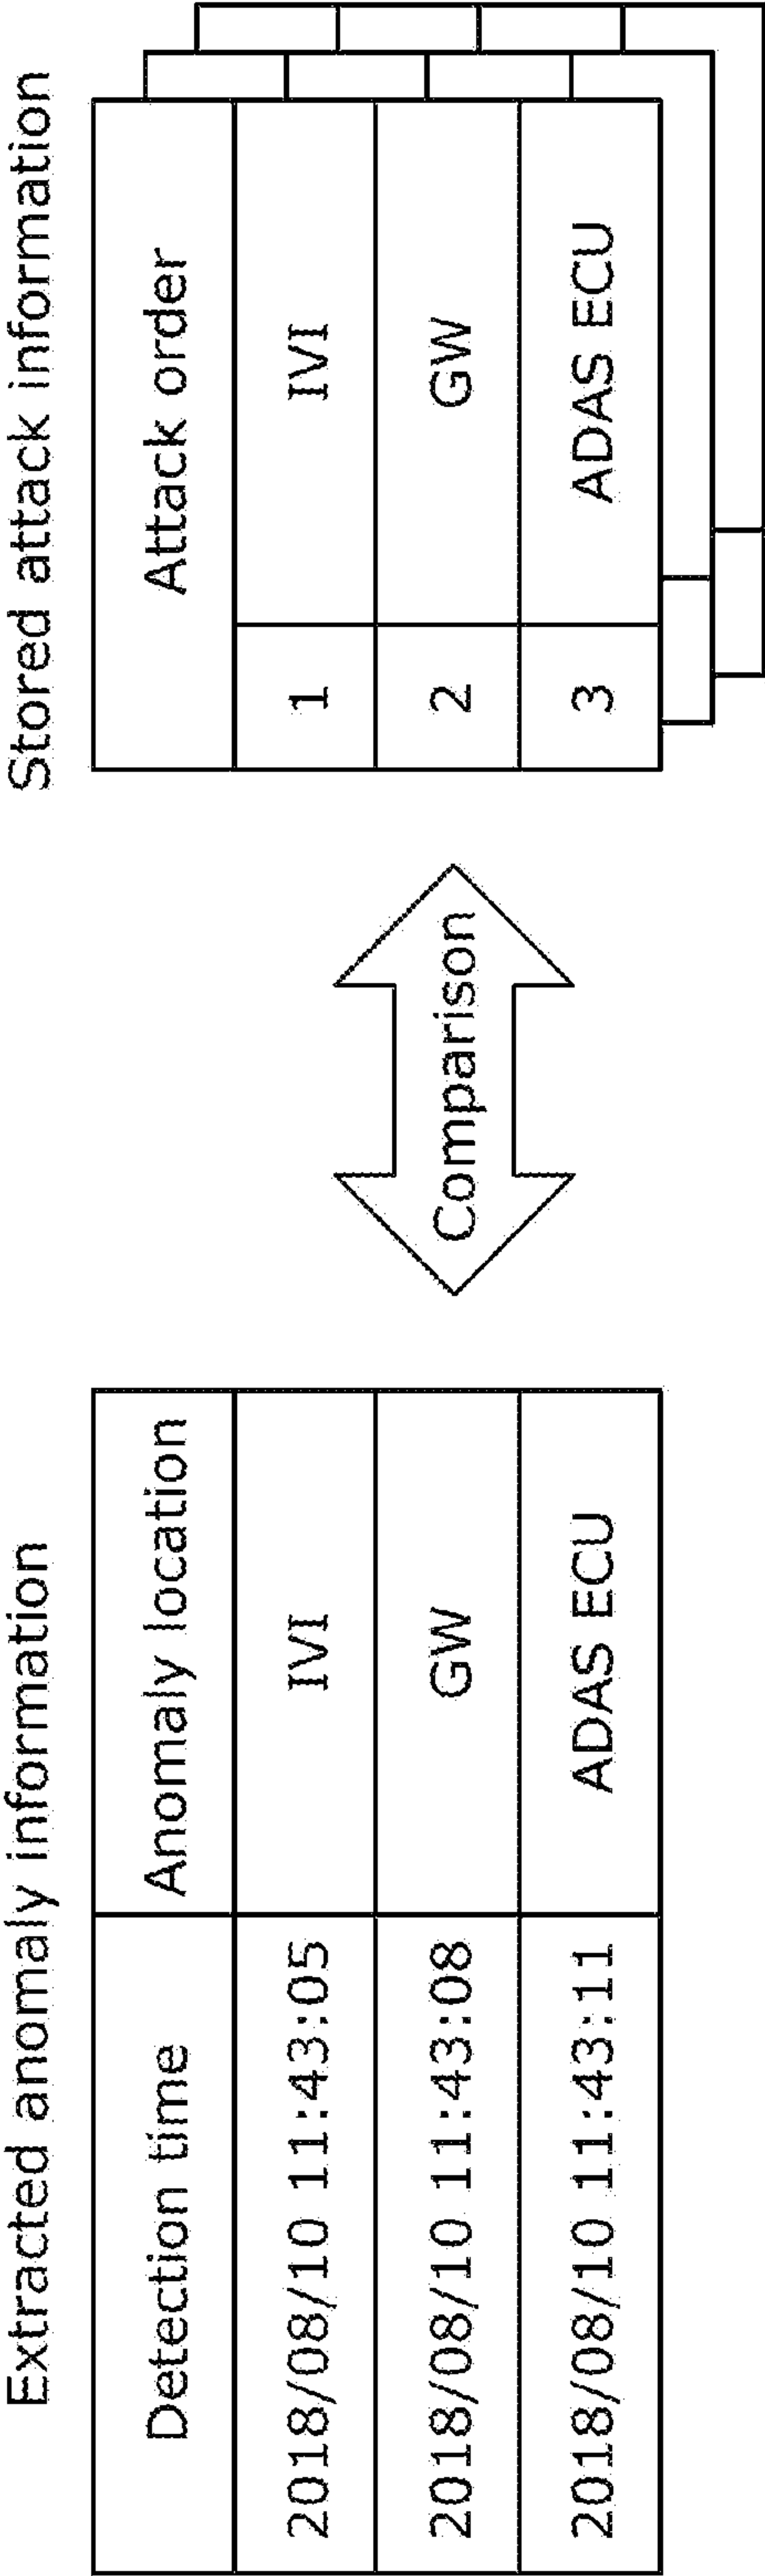 Extracted anomaly information
Detection time Anomaly location
2018/08/10 11:43:05 IVI
2018/08/10 11:43:08 GW
2018/08/10 11:43:11 ADAS ECU
Comparison
Stored attack information
Attack order
1 IVI
2 GW
3 ADAS ECU